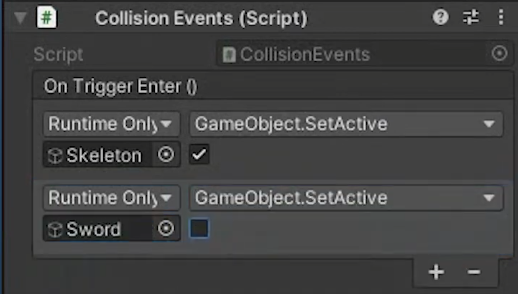 Collision Events (Script)
Script CollisionEvents
On Trigger Enter ()
Runtime Only GameObject.SetActive
Skeleton
Runtime Only GameObject.SetActive
Sword